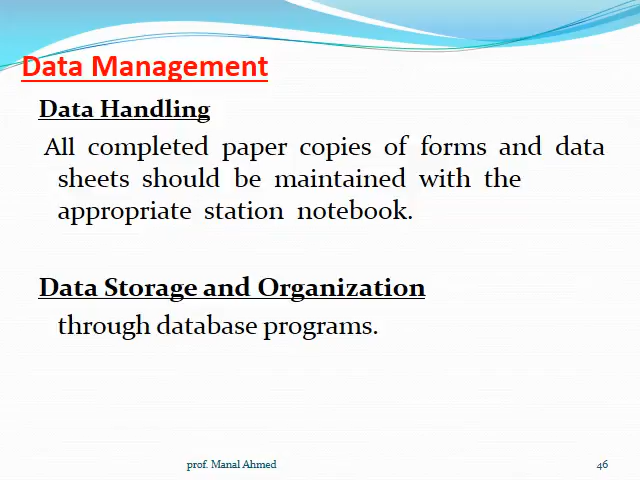 Data Management
Data Handling
All completed paper copies of forms and data
sheets should be maintained with the
appropriate station notebook.
Data Storage and Organization
through database programs.
prof. Manal Ahmed
46